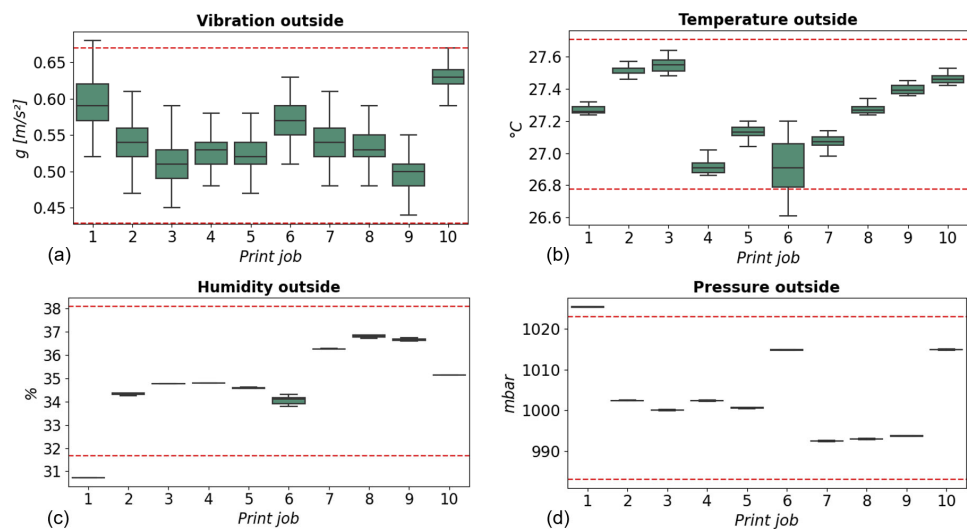 Vibration outside
g [m/s²]
0.65
0.60
0.55
0.50
0.45
1 2 3 4 5 6 7 8 9 10
Print job
(a)
Temperature outside
°C
27.6
27.4
27.2
27.0
26.8
26.6
1 2 3 4 5 6 7 8 9 10
Print job
(b)
Humidity outside
%
38
37
36
35
34
32
31
1 2 3 4 5 6 7 8 9 10
Print job
(c)
Pressure outside
mbar
1020
1010
1000
990
1 2 3 4 5 6 7 8 9 10
Print job
(d)